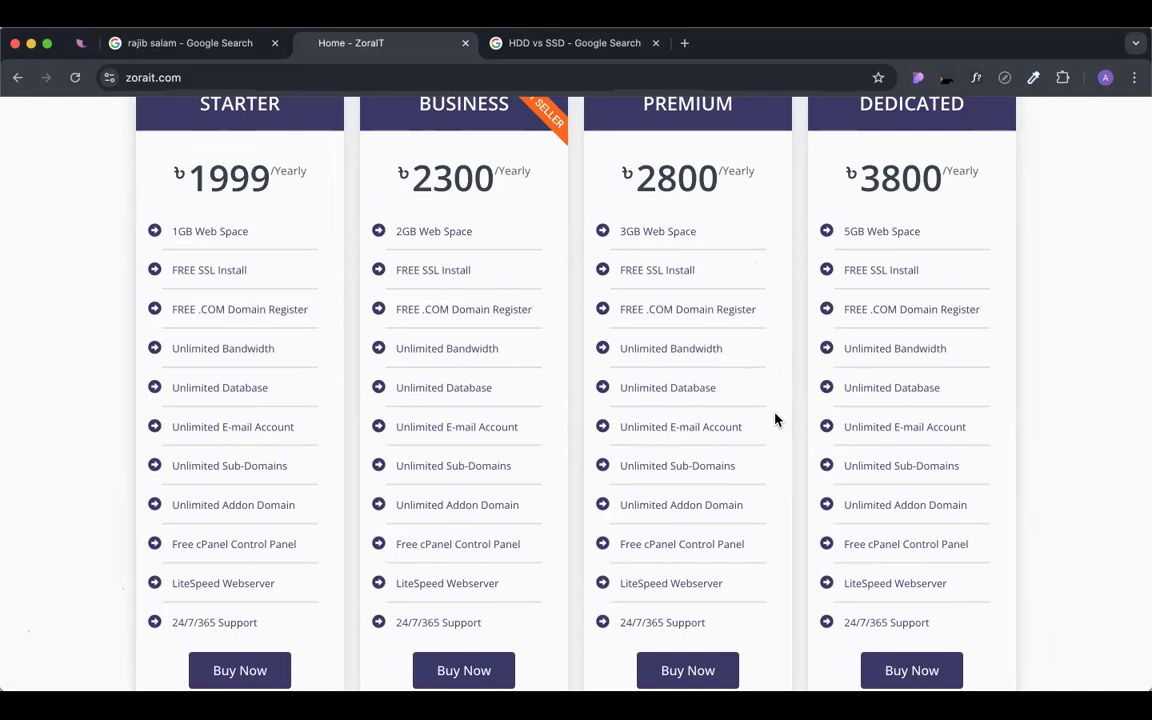 rajib salam - Google Search
Home - ZoraIT
HDD vs SSD - Google Search
zorait.com
f?
A
STARTER
৳1999/Yearly
1GB Web Space
FREE SSL Install
FREE .COM Domain Register
Unlimited Bandwidth
Unlimited Database
Unlimited E-mail Account
Unlimited Sub-Domains
Unlimited Addon Domain
Free cPanel Control Panel
LiteSpeed Webserver
24/7/365 Support
Buy Now
BUSINESS
SELLER
৳2300/Yearly
2GB Web Space
FREE SSL Install
FREE .COM Domain Register
Unlimited Bandwidth
Unlimited Database
Unlimited E-mail Account
Unlimited Sub-Domains
Unlimited Addon Domain
Free cPanel Control Panel
LiteSpeed Webserver
24/7/365 Support
Buy Now
PREMIUM
৳2800/Yearly
3GB Web Space
FREE SSL Install
FREE .COM Domain Register
Unlimited Bandwidth
Unlimited Database
Unlimited E-mail Account
Unlimited Sub-Domains
Unlimited Addon Domain
Free cPanel Control Panel
LiteSpeed Webserver
24/7/365 Support
Buy Now
DEDICATED
৳3800/Yearly
5GB Web Space
FREE SSL Install
FREE .COM Domain Register
Unlimited Bandwidth
Unlimited Database
Unlimited E-mail Account
Unlimited Sub-Domains
Unlimited Addon Domain
Free cPanel Control Panel
LiteSpeed Webserver
24/7/365 Support
Buy Now